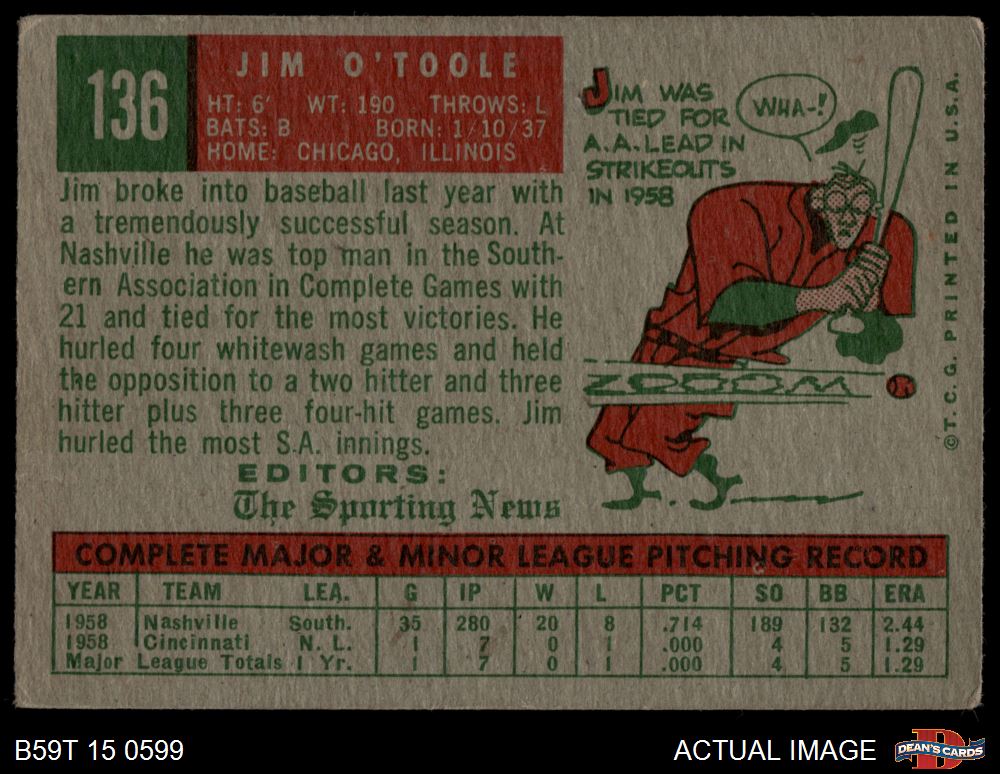 136
JIM O'TOOLE
HT: 6' WT: 190 THROWS: L
BATS: B BORN: 1/10/37
HOME: CHICAGO, ILLINOIS
Jim broke into baseball last year with
a tremendously successful season. At
Nashville he was top man in the South-
ern Association in Complete Games with
21 and tied for the most victories. He
hurled four whitewash games and held
the opposition to a two hitter and three
hitter plus three four-hit games. Jim
hurled the most S.A. innings.
EDITORS:
The Sporting News
JIM WAS
TIED FOR
A.A. LEAD IN
STRIKEOUTS
IN 1958
WHA-!
ZOOOOM
©T.C.G. PRINTED IN U.S.A.
COMPLETE MAJOR & MINOR LEAGUE PITCHING RECORD
YEAR TEAM LEA. G IP W L PCT SO BB ERA
1958 Nashville South. 35 280 20 8 .714 189 132 2.44
1958 Cincinnati N. L. 1 7 0 1 .000 4 5 1.29
Major League Totals 1 Yr. 1 7 0 1 .000 4 5 1.29
B59T 15 0599
ACTUAL IMAGE
D
DEAN'S CARDS